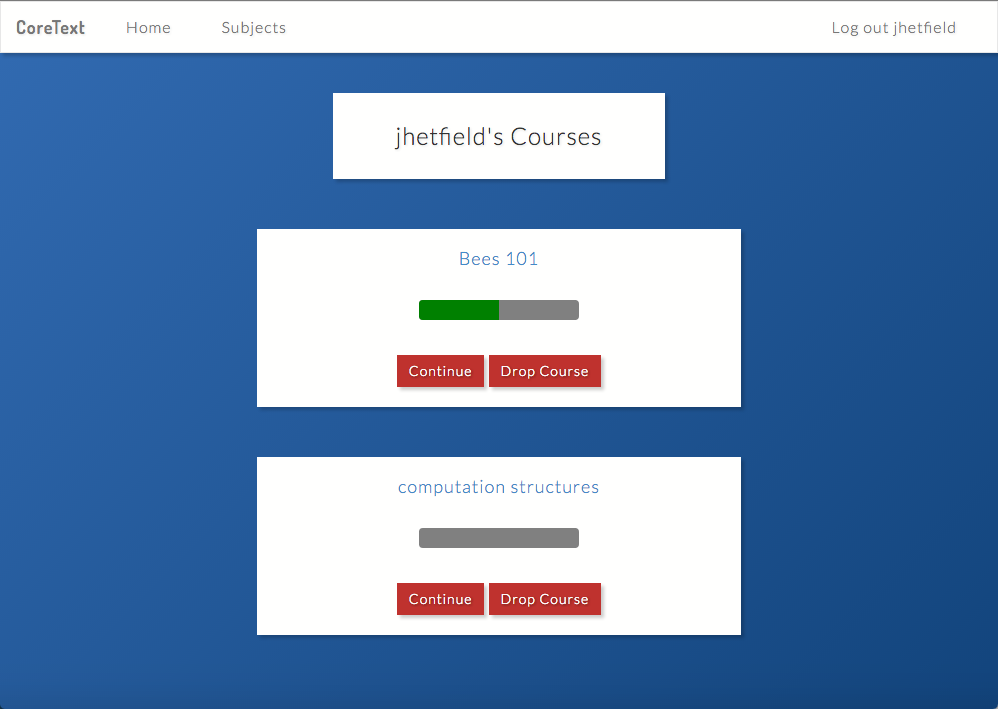 CoreText Home Subjects Log out jhetfield
jhetfield's Courses
Bees 101
Continue Drop Course
computation structures
Continue Drop Course